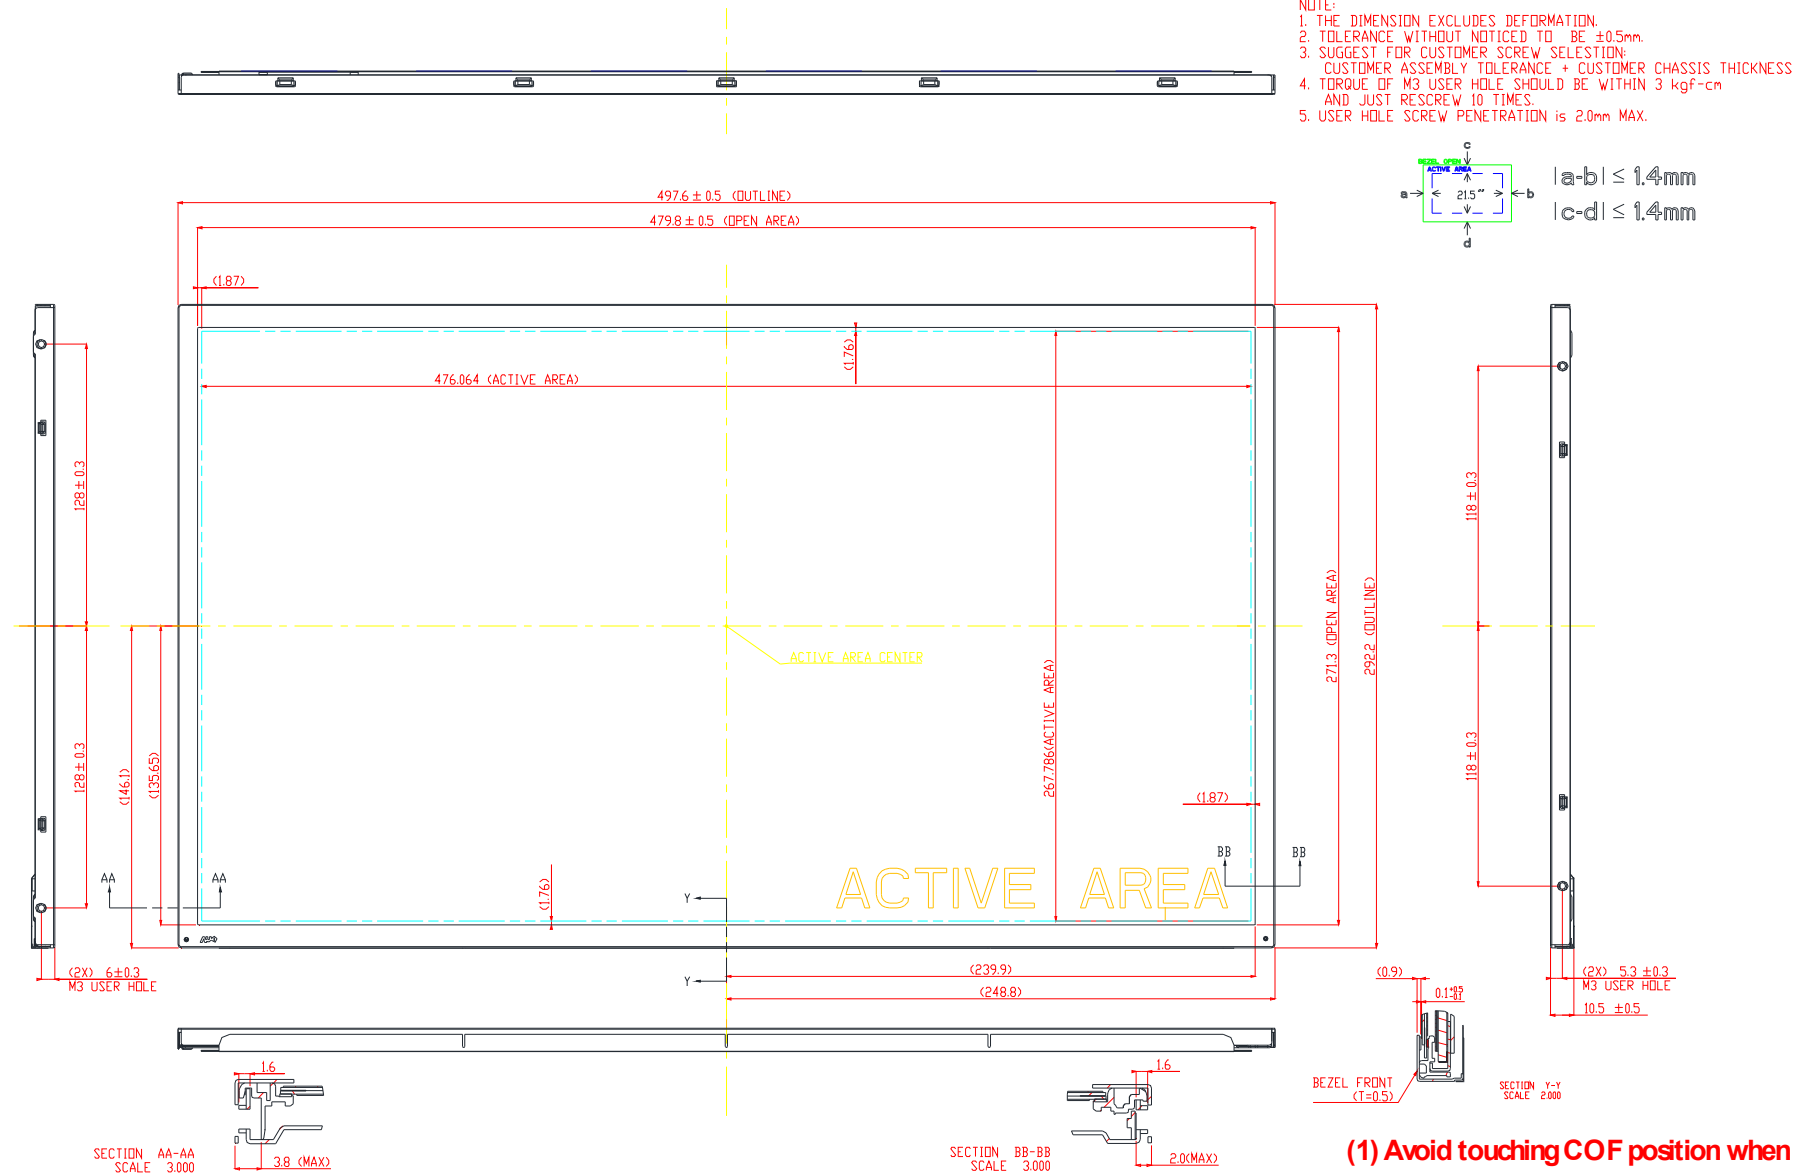 NOTE:
1. THE DIMENSION EXCLUDES DEFORMATION.
2. TOLERANCE WITHOUT NOTICED TO BE ±0.5mm.
3. SUGGEST FOR CUSTOMER SCREW SELESTION:
CUSTOMER ASSEMBLY TOLERANCE + CUSTOMER CHASSIS THICKNESS
4. TORQUE OF M3 USER HOLE SHOULD BE WITHIN 3 kgf-cm
AND JUST RESCREW 10 TIMES.
5. USER HOLE SCREW PENETRATION is 2.0mm MAX.
c
BEZEL OPEN
ACTIVE AREA
a
21.5"
b
d
|a-b| ≤ 1.4mm
|c-d| ≤ 1.4mm
497.6 ± 0.5 (OUTLINE)
479.8 ± 0.5 (OPEN AREA)
(1.87)
(1.76)
476.064 (ACTIVE AREA)
128 ± 0.3
118 ± 0.3
271.3 (OPEN AREA)
292.2 (OUTLINE)
ACTIVE AREA CENTER
267.786(ACTIVE AREA)
128 ± 0.3
(146.1)
(135.65)
118 ± 0.3
(1.87)
BB
BB
AA
AA
(1.76)
ACTIVE AREA
Y
Y
(239.9)
(248.8)
(2X) 6±0.3
M3 USER HOLE
(0.9)
0.1
(2X) 5.3 ±0.3
M3 USER HOLE
10.5 ±0.5
1.6
1.6
BEZEL FRONT
(T=0.5)
SECTION Y-Y
SCALE 2.000
SECTION AA-AA
SCALE 3.000
3.8 (MAX)
SECTION BB-BB
SCALE 3.000
2.0(MAX)
(1) Avoid touching COF position when